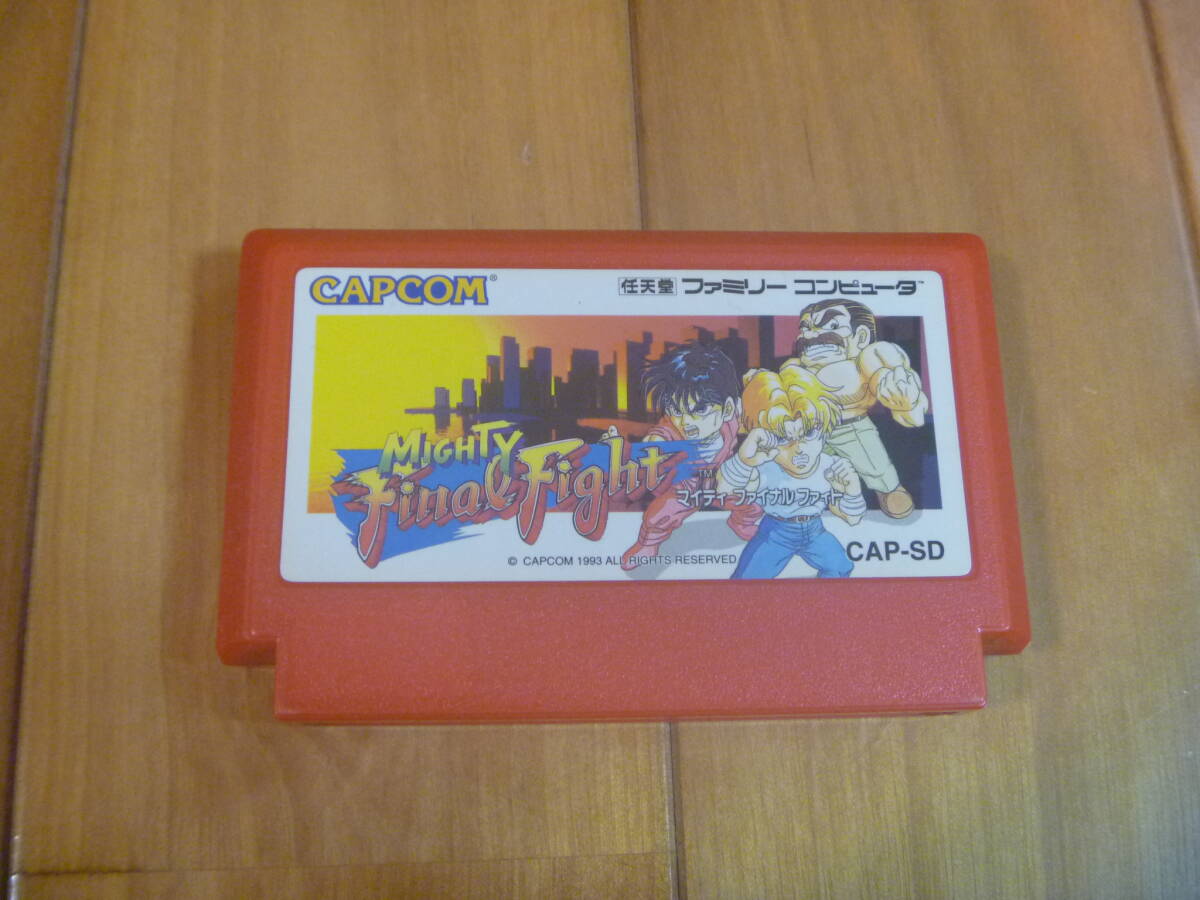 CAPCOM®
任天堂 ファミリー コンピュータ™
MIGHTY
Final Fight ™
マイティ ファイナル ファイト
© CAPCOM 1993 ALL RIGHTS RESERVED
CAP-SD